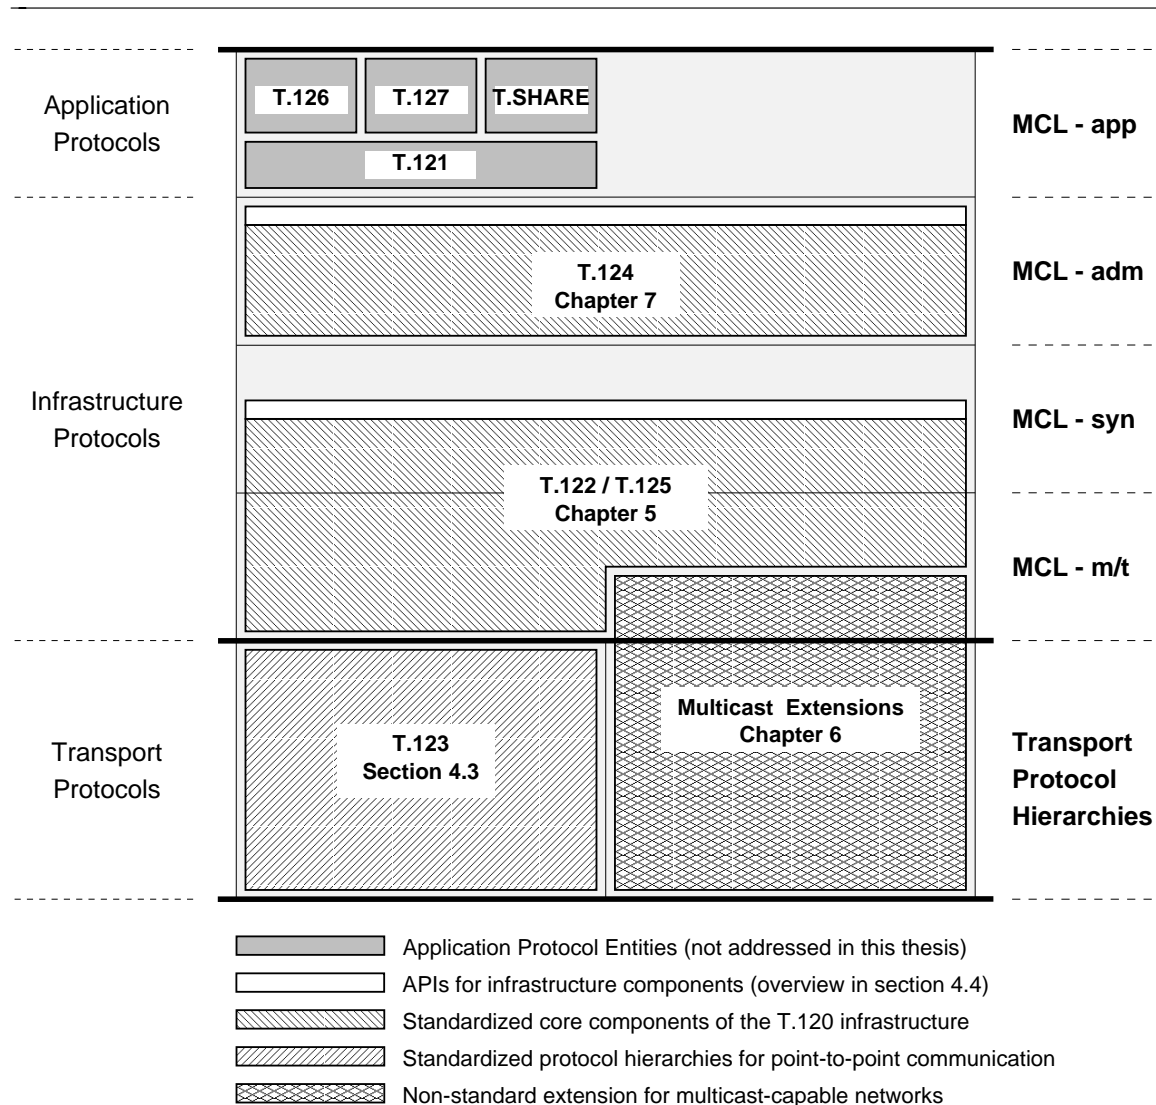 Application
Protocols
T.126
T.127
T.SHARE
T.121
MCL - app
T.124
Chapter 7
MCL - adm
Infrastructure
Protocols
MCL - syn
T.122 / T.125
Chapter 5
MCL - m/t
Transport
Protocols
T.123
Section 4.3
Multicast Extensions
Chapter 6
Transport
Protocol
Hierarchies
Application Protocol Entities (not addressed in this thesis)
APIs for infrastructure components (overview in section 4.4)
Standardized core components of the T.120 infrastructure
Standardized protocol hierarchies for point-to-point communication
Non-standard extension for multicast-capable networks